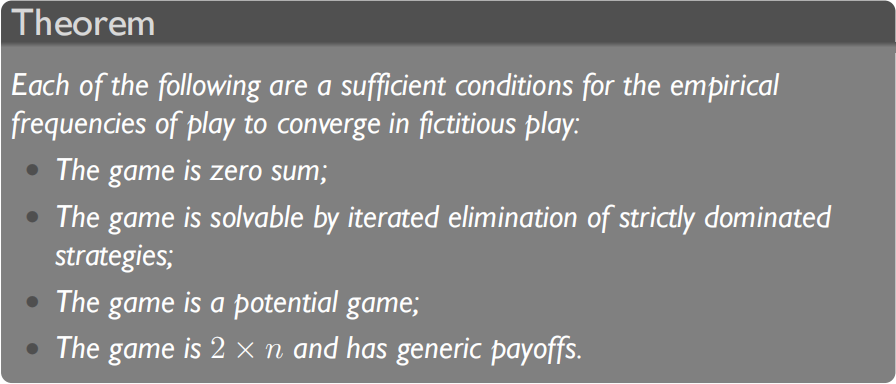 Theorem
Each of the following are a sufficient conditions for the empirical
frequencies of play to converge in fictitious play:
• The game is zero sum;
• The game is solvable by iterated elimination of strictly dominated
strategies;
• The game is a potential game;
• The game is 2 × n and has generic payoffs.